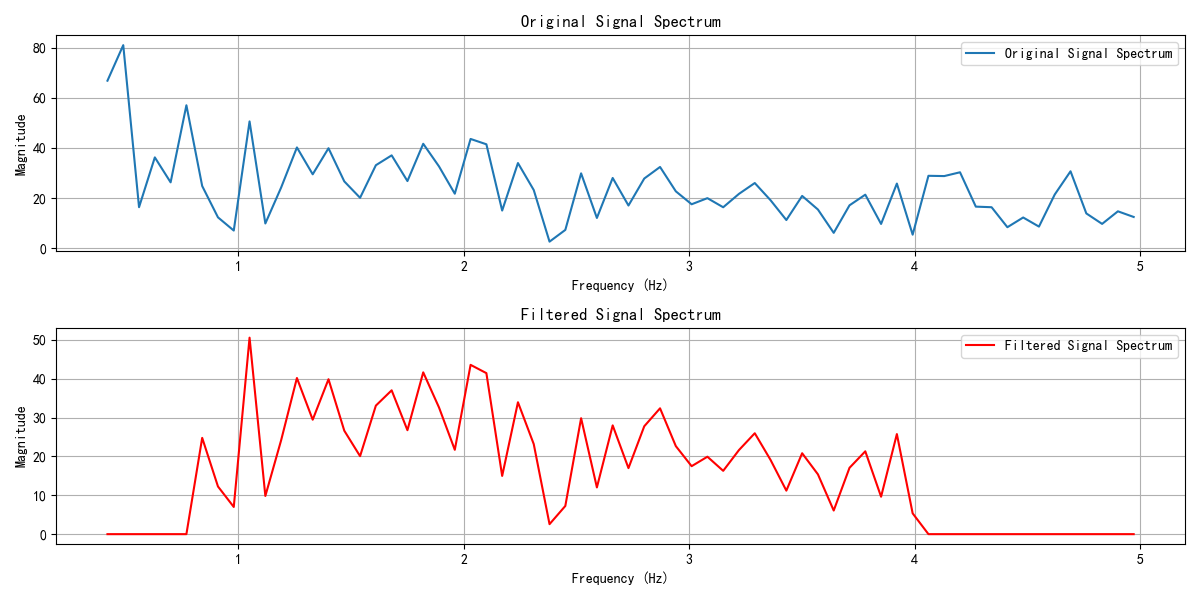 Original Signal Spectrum
80
60
40
20
0
Magnitude
Original Signal Spectrum
1 2 3 4 5
Frequency (Hz)
Filtered Signal Spectrum
50
40
30
20
10
0
Magnitude
Filtered Signal Spectrum
1 2 3 4 5
Frequency (Hz)